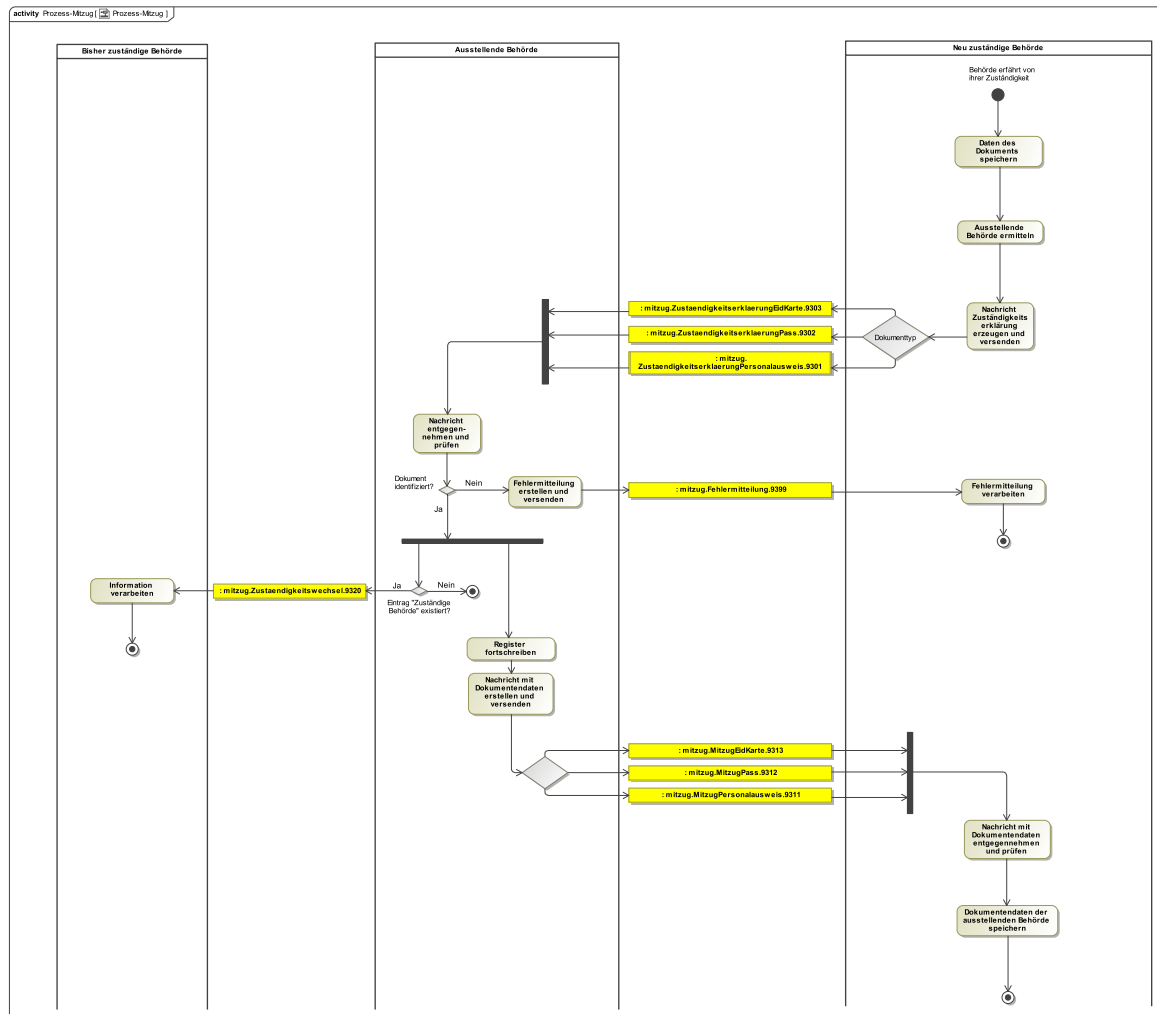 activity Prozess-Mitzug [ Prozess-Mitzug ]
Bisher zuständige Behörde
Ausstellende Behörde
Neu zuständige Behörde
Behörde erfährt von
ihrer Zuständigkeit
Daten des
Dokuments
speichern
Ausstellende
Behörde ermitteln
Nachricht
Zuständigkeits
erklärung
erzeugen und
versenden
Dokumenttyp
: mitzug.ZustaendigkeitserklaerungEidKarte.9303
: mitzug.ZustaendigkeitserklaerungPass.9302
: mitzug.
ZustaendigkeitserklaerungPersonalausweis.9301
Nachricht
entgegen-
nehmen und
prüfen
Dokument
identifiziert?
Nein
Ja
Fehlermitteilung
erstellen und
versenden
: mitzug.Fehlermitteilung.9399
Fehlermitteilung
verarbeiten
Ja
Nein
Eintrag "Zuständige
Behörde" existiert?
: mitzug.Zustaendigkeitswechsel.9320
Information
verarbeiten
Register
fortschreiben
Nachricht mit
Dokumentendaten
erstellen und
versenden
: mitzug.MitzugEidKarte.9313
: mitzug.MitzugPass.9312
: mitzug.MitzugPersonalausweis.9311
Nachricht mit
Dokumentendaten
entgegennehmen
und prüfen
Dokumentendaten der
ausstellenden Behörde
speichern